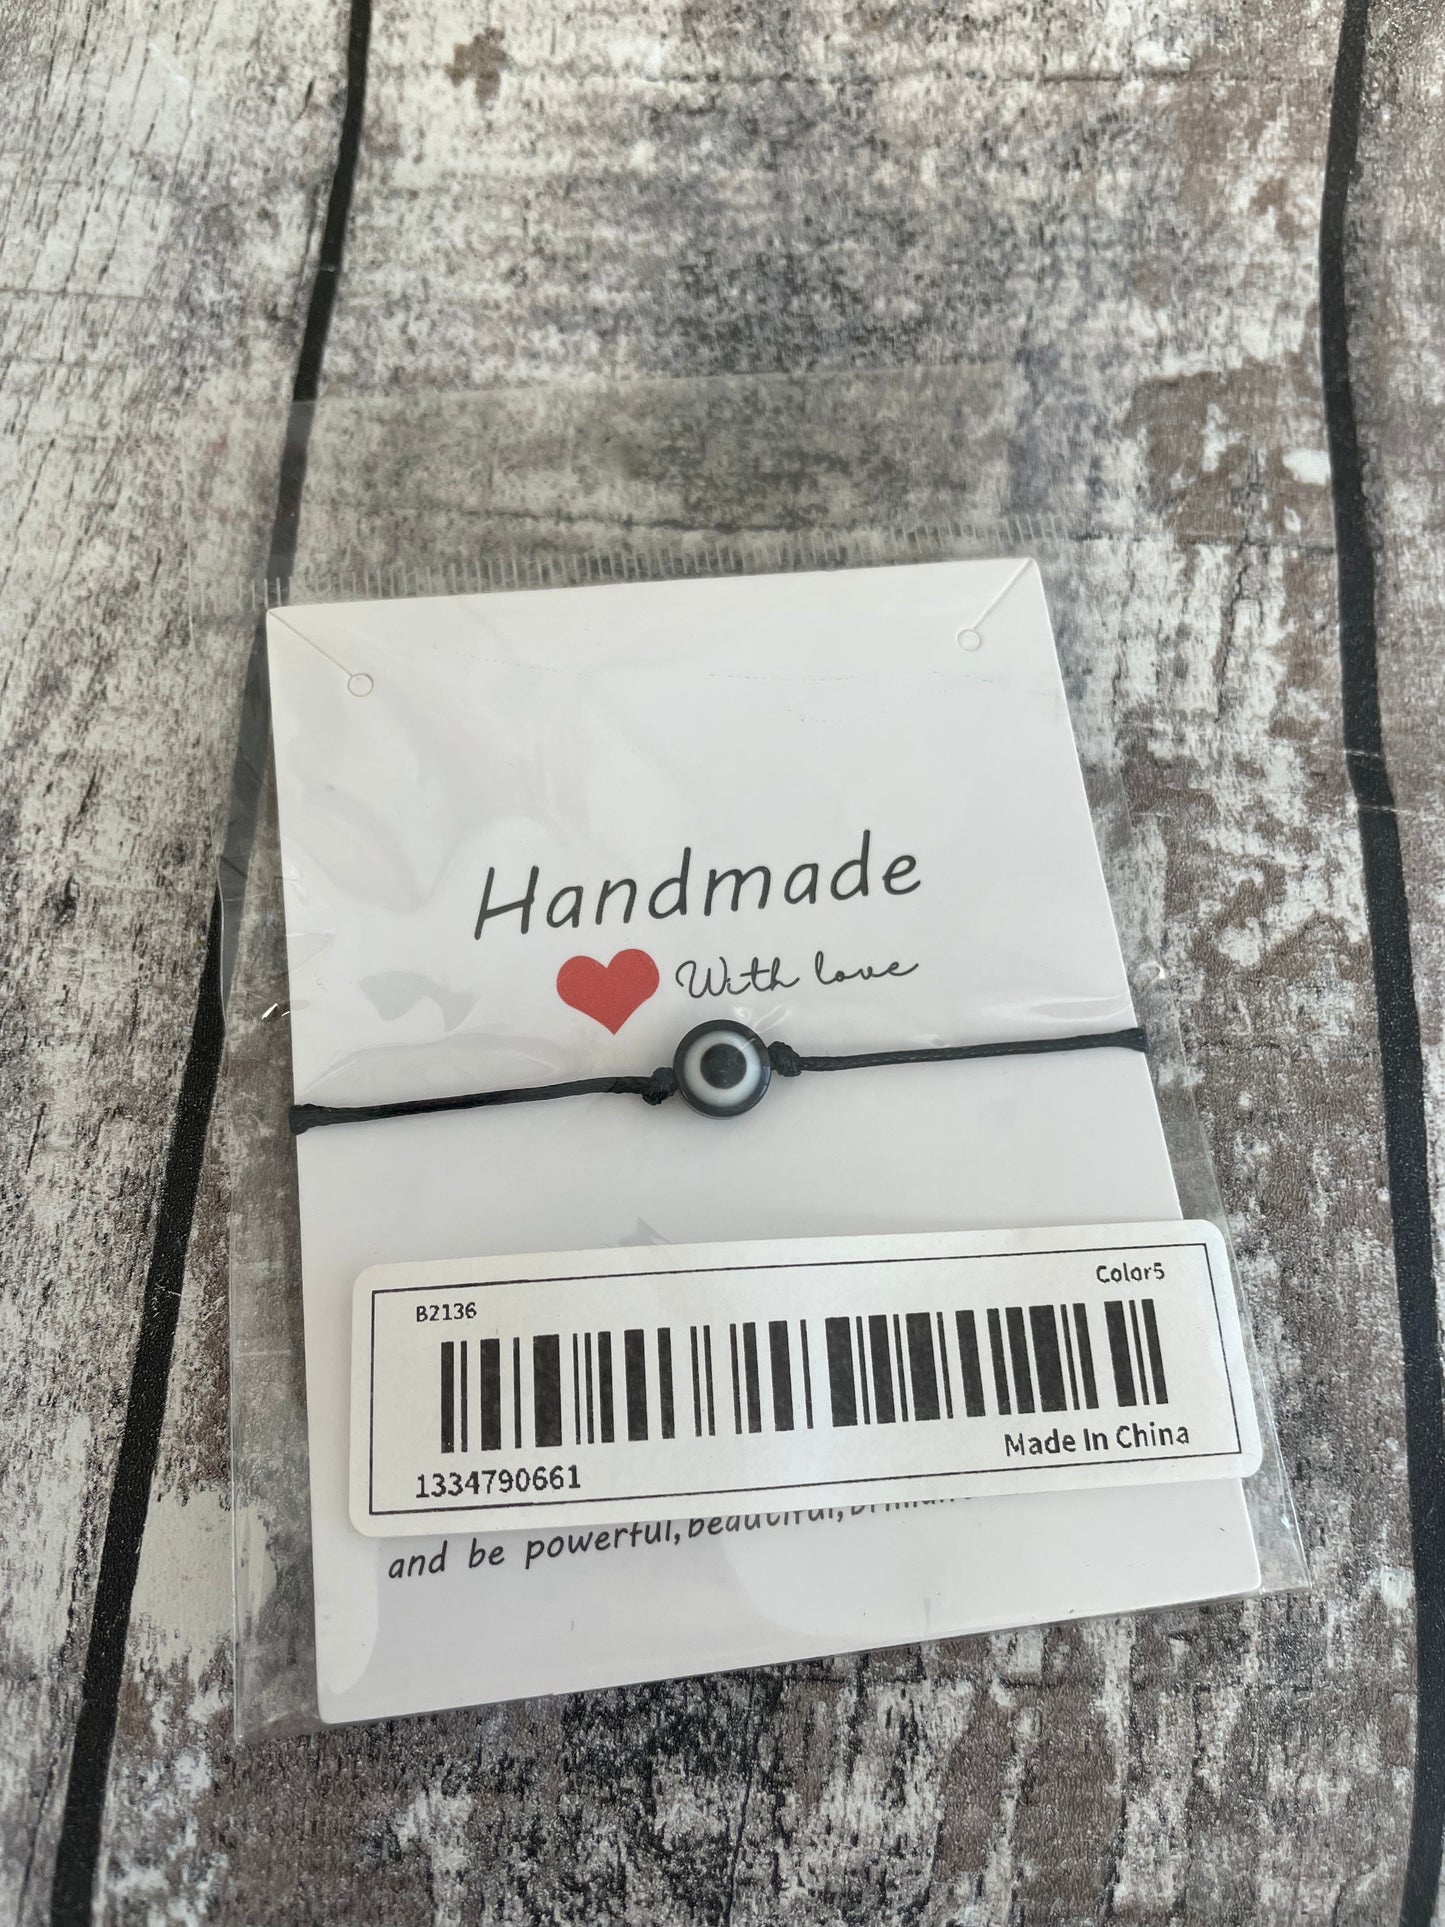 Handmade
With love
B2136
Color5
Made In China
1334790661
and be powerful, beautiful,